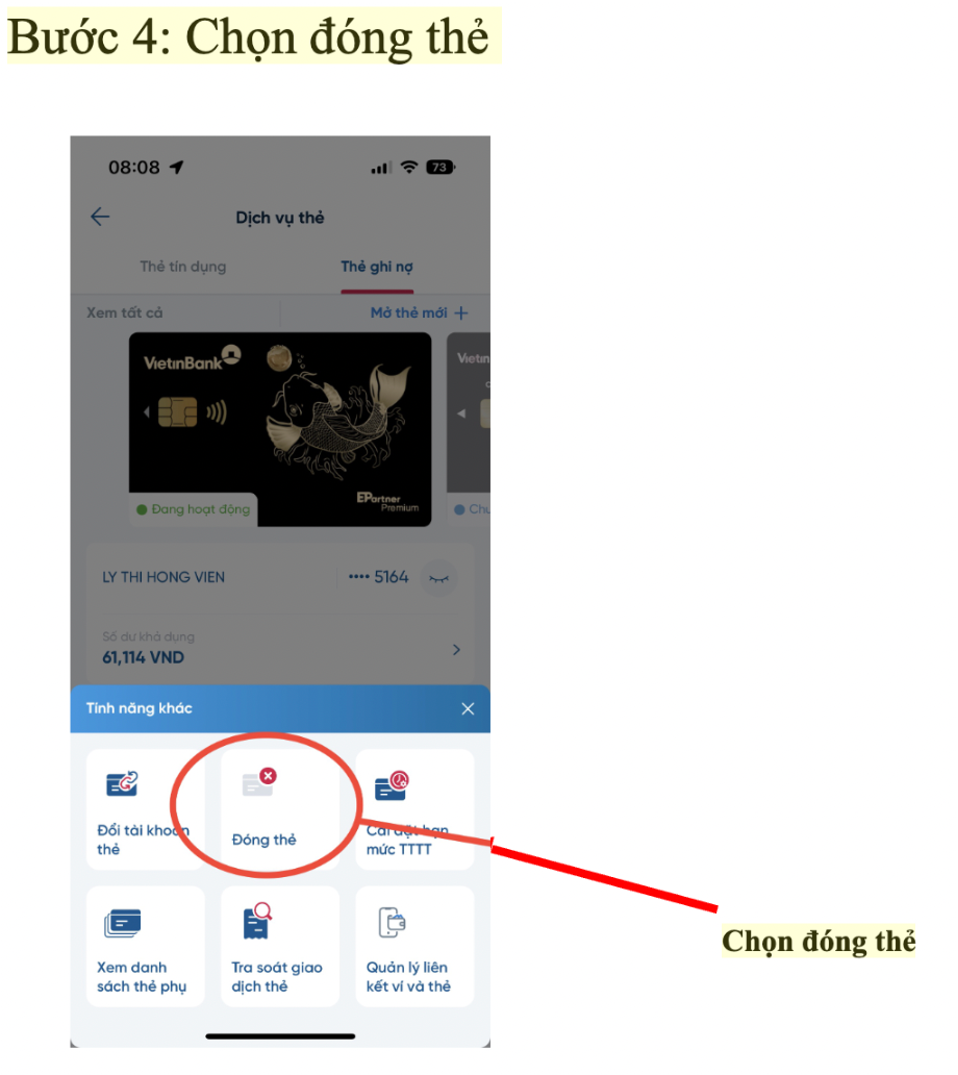 Bước 4: Chọn đóng thẻ
08:08
73
Dịch vụ thẻ
Thẻ tín dụng
Thẻ ghi nợ
Xem tất cả
Mở thẻ mới +
VietinBank
Vietin
EPartner
Premium
Đang hoạt động
Chư
LY THI HONG VIEN
•••• 5164
Số dư khả dụng
61,114 VND
Tính năng khác
Đổi tài khoản
thẻ
Đóng thẻ
Cài đặt hạn
mức TTTT
Chọn đóng thẻ
Xem danh
sách thẻ phụ
Tra soát giao
dịch thẻ
Quản lý liên
kết ví và thẻ